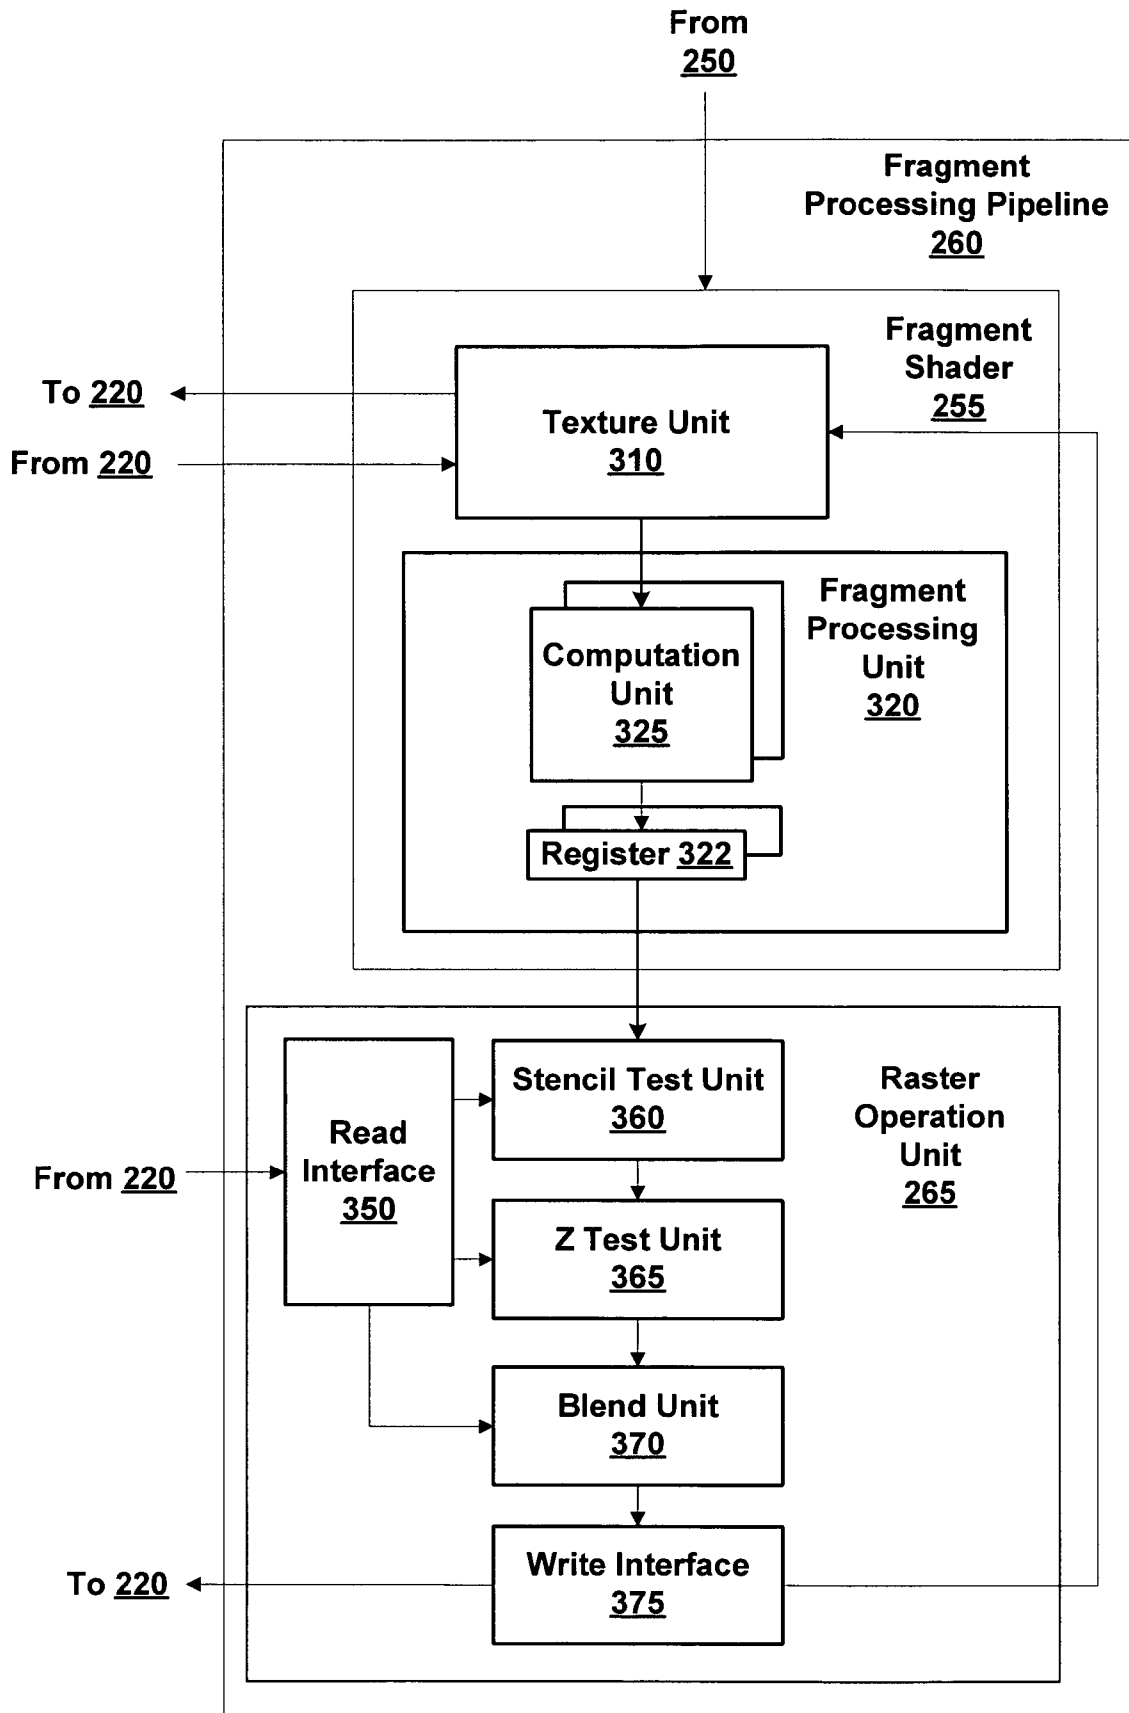 From
250
Fragment
Processing Pipeline
260
Fragment
Shader
255
To 220
From 220
Texture Unit
310
Fragment
Processing
Unit
320
Computation
Unit
325
Register 322
Raster
Operation
Unit
265
Read
Interface
350
From 220
Stencil Test Unit
360
Z Test Unit
365
Blend Unit
370
Write Interface
375
To 220